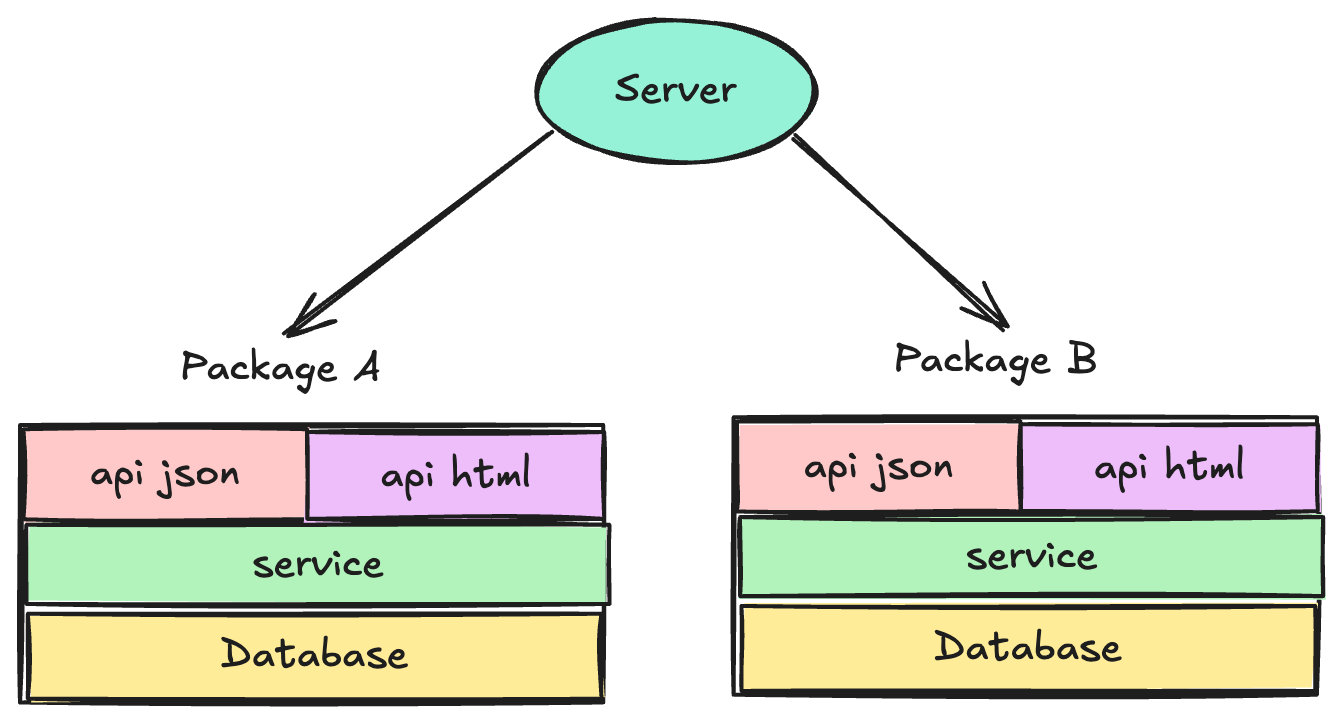 Server
Package A
Package B
api json
api html
service
Database
api json
api html
service
Database